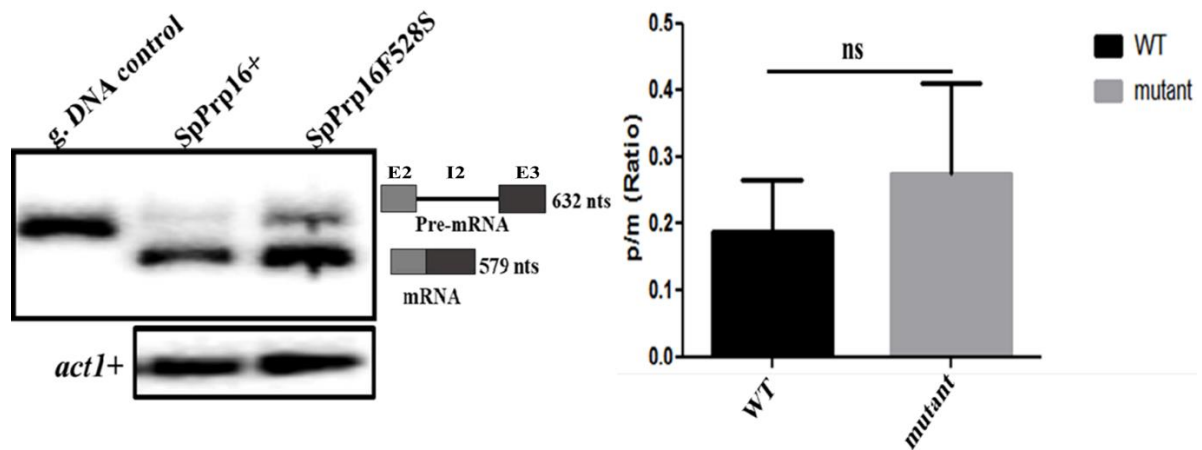 g. DNA control
SpPrp16+
SpPrp16F528S
E2 I2 E3
632 nts
Pre-mRNA
579 nts
mRNA
act1+
p/m (Ratio)
0.5
0.4
0.3
0.2
0.1
0.0
ns
WT
mutant
WT
mutant